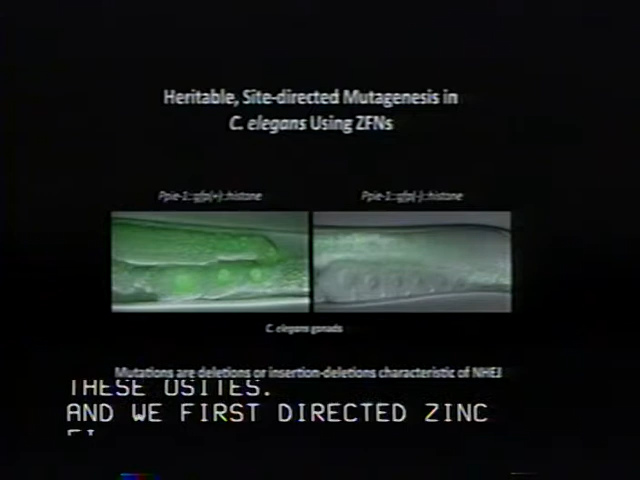 Heritable, Site-directed Mutagenesis in
C. elegans Using ZFNs
Ppie-1::gfp(+)::histone
Ppie-1::gfp(-)::histone
C. elegans gonads
Mutations are deletions or insertion-deletions characteristic of NHEJ
THESE OSITES.
AND WE FIRST DIRECTED ZINC